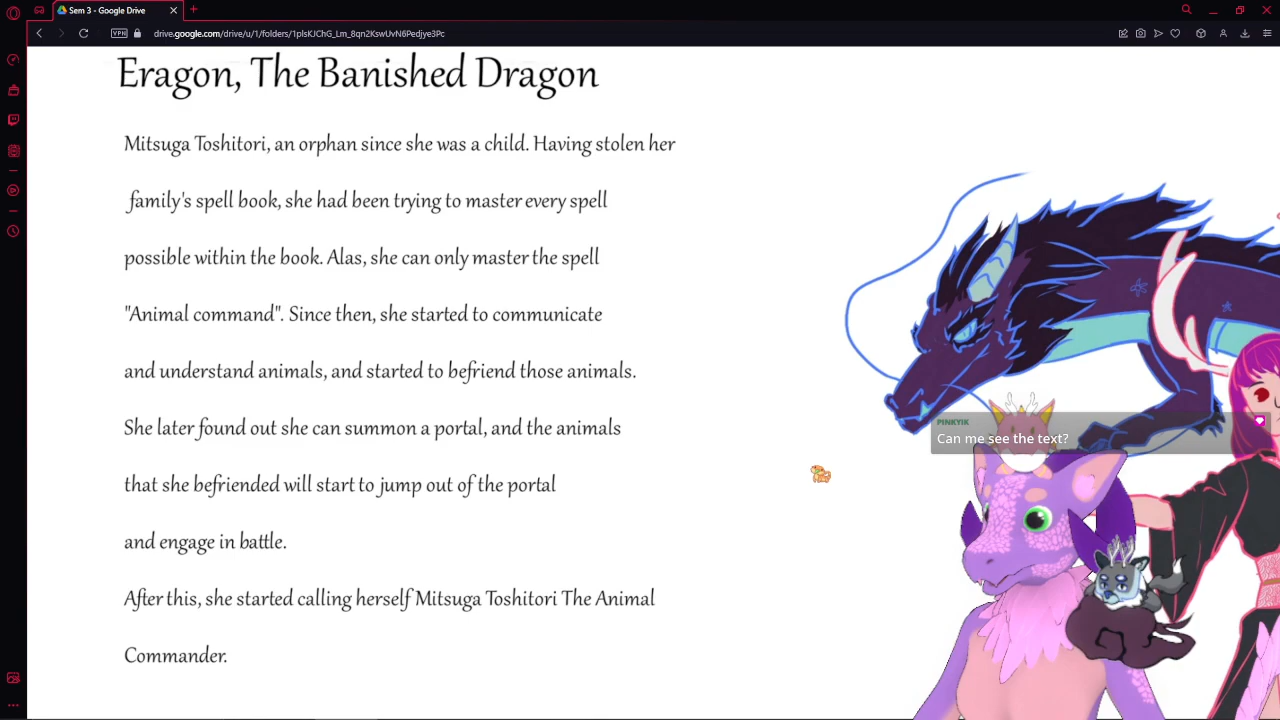 Sem 3 - Google Drive
VPN
drive.google.com/drive/u/1/folders/1plsKJChG_Lm_8qn2KswUvN6Pedjye3Pc
Eragon, The Banished Dragon
Mitsuga Toshitori, an orphan since she was a child. Having stolen her
family's spell book, she had been trying to master every spell
possible within the book. Alas, she can only master the spell
"Animal command". Since then, she started to communicate
and understand animals, and started to befriend those animals.
She later found out she can summon a portal, and the animals
that she befriended will start to jump out of the portal
and engage in battle.
After this, she started calling herself Mitsuga Toshitori The Animal
Commander.
PINKYIK
Can me see the text?